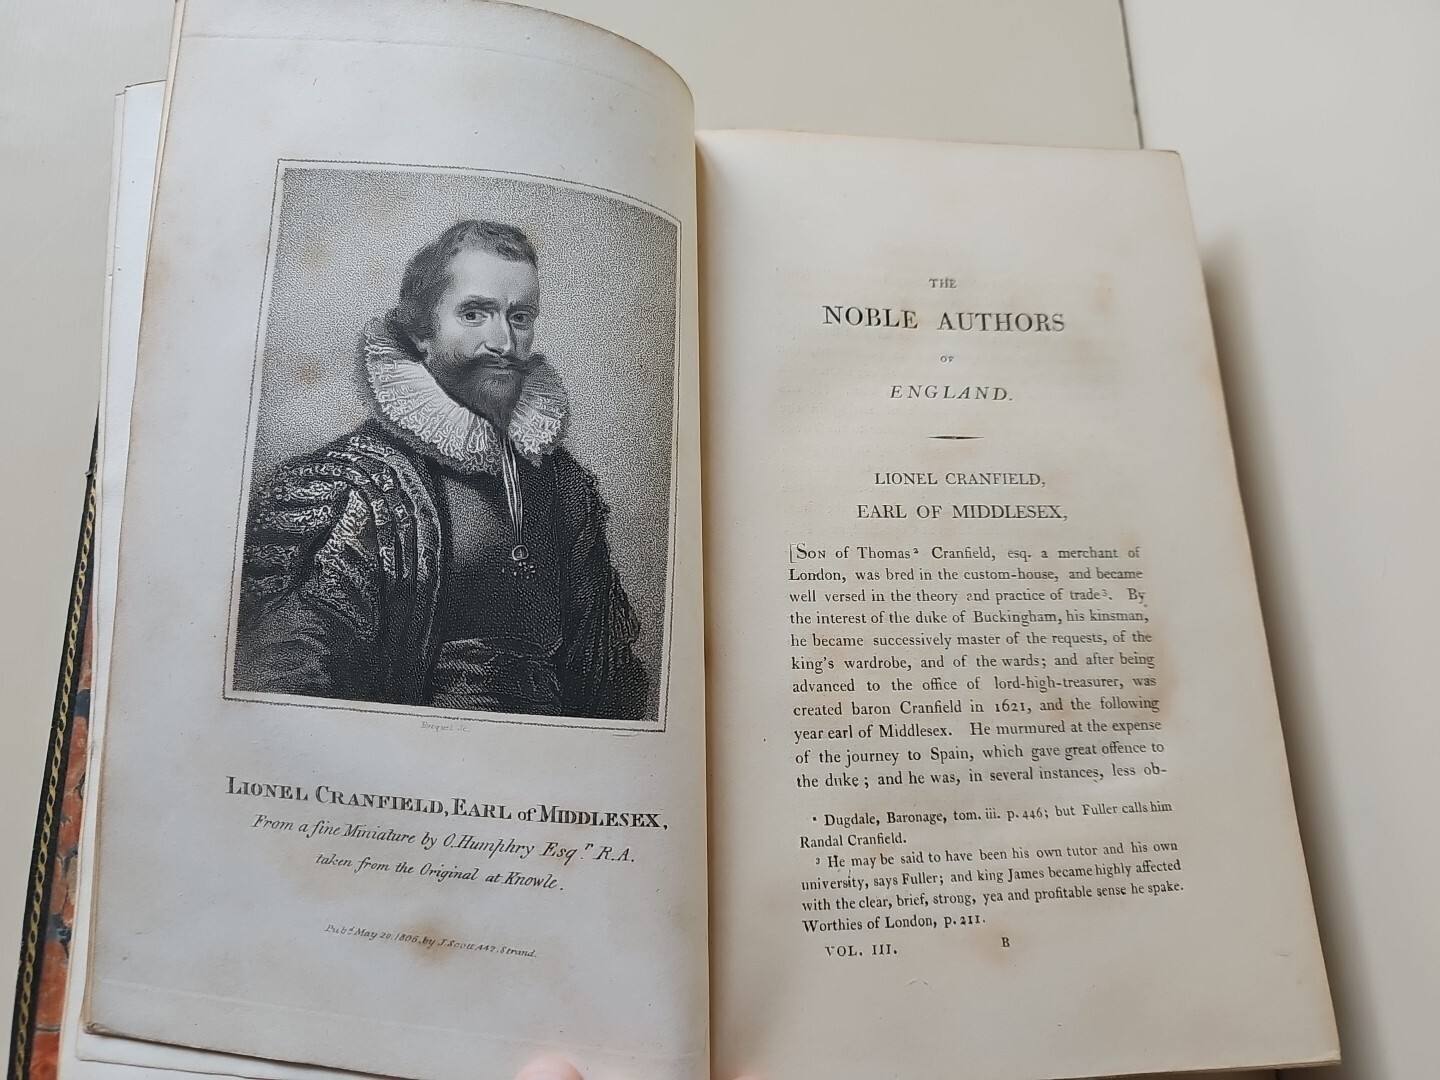 LIONEL CRANFIELD, EARL of MIDDLESEX,
From a fine Miniature by O. Humphry Esq.r R.A.
taken from the Original at Knowle.
Pub.d May 20, 1806, by J. Scott, 442, Strand.
THE
NOBLE AUTHORS
OF
ENGLAND.
LIONEL CRANFIELD,
EARL OF MIDDLESEX,
[SON of Thomas² Cranfield, esq. a merchant of
London, was bred in the custom-house, and became
well versed in the theory and practice of trade³. By
the interest of the duke of Buckingham, his kinsman,
he became successively master of the requests, of the
king's wardrobe, and of the wards; and after being
advanced to the office of lord-high-treasurer, was
created baron Cranfield in 1621, and the following
year earl of Middlesex. He murmured at the expense
of the journey to Spain, which gave great offence to
the duke; and he was, in several instances, less ob-
² Dugdale, Baronage, tom. iii. p. 446; but Fuller calls him
Randal Cranfield.
³ He may be said to have been his own tutor and his own
university, says Fuller; and king James became highly affected
with the clear, brief, strong, yea and profitable sense he spake.
Worthies of London, p. 211.
VOL. III. B